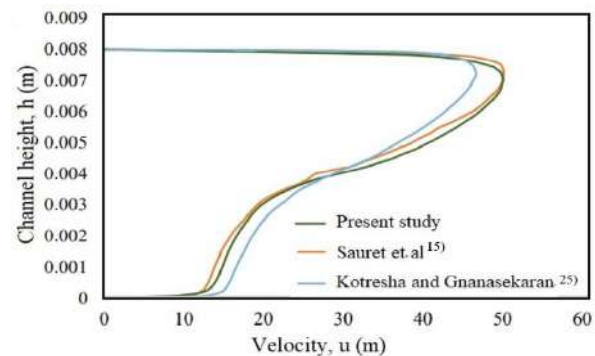 0.009
0.008
0.007
0.006
0.005
0.004
0.003
0.002
0.001
0
Channel height, h (m)
Present study
Sauret et.al 15)
Kotresha and Gnanasekaran. 25)
0 10 20 30 40 50 60
Velocity, u (m)